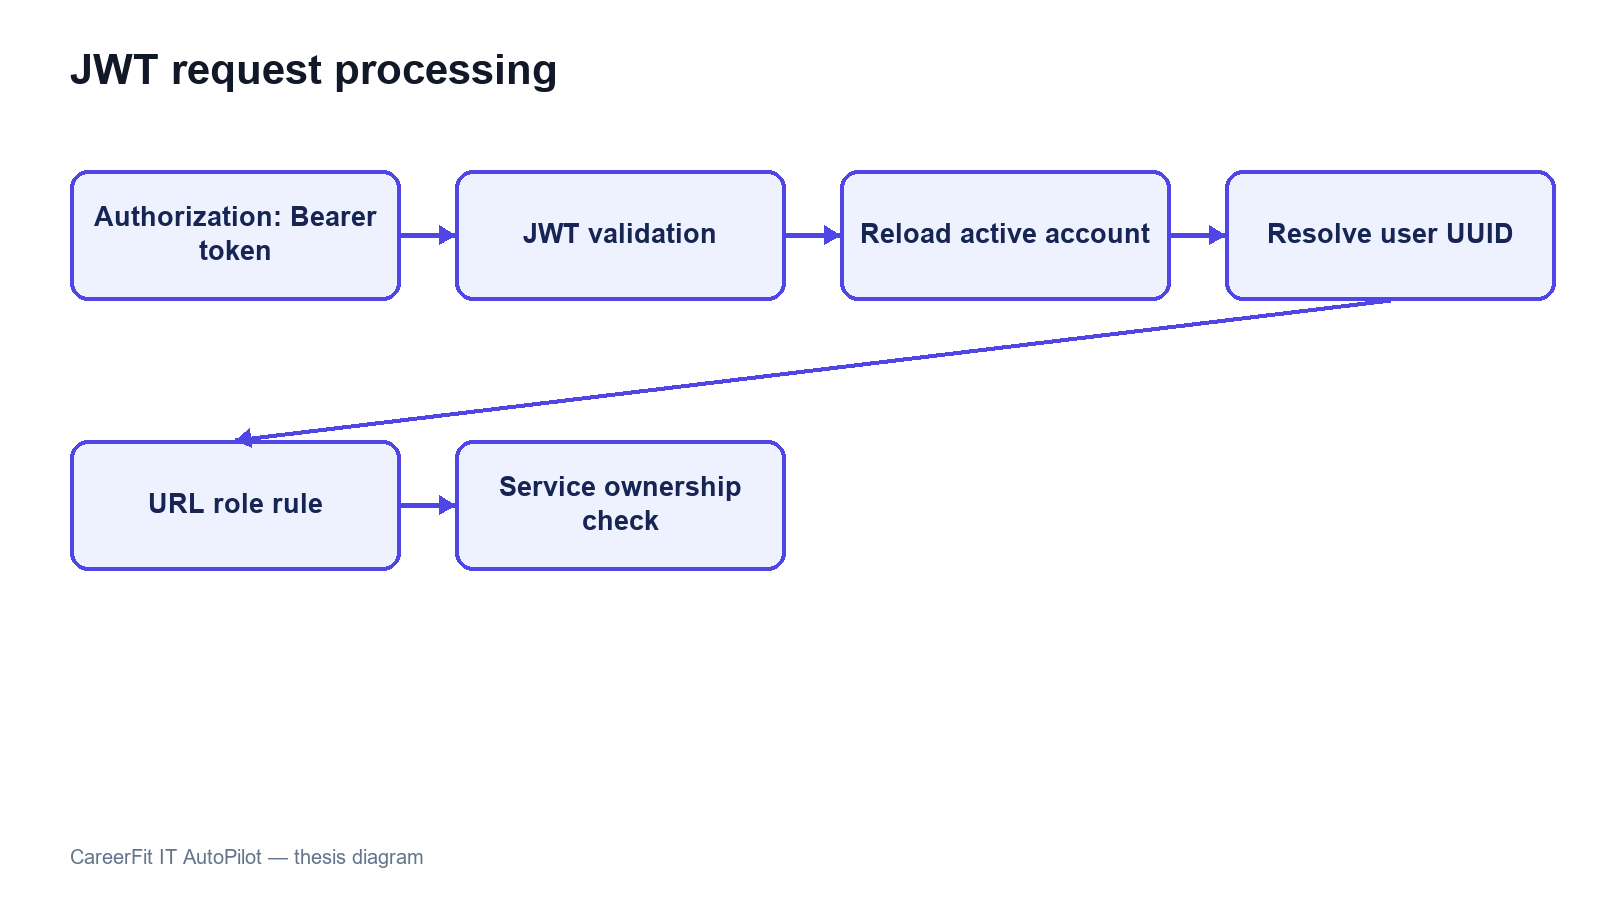 JWT request processing
Authorization: Bearer
token
JWT validation
Reload active account
Resolve user UUID
URL role rule
Service ownership
check
CareerFit IT AutoPilot — thesis diagram